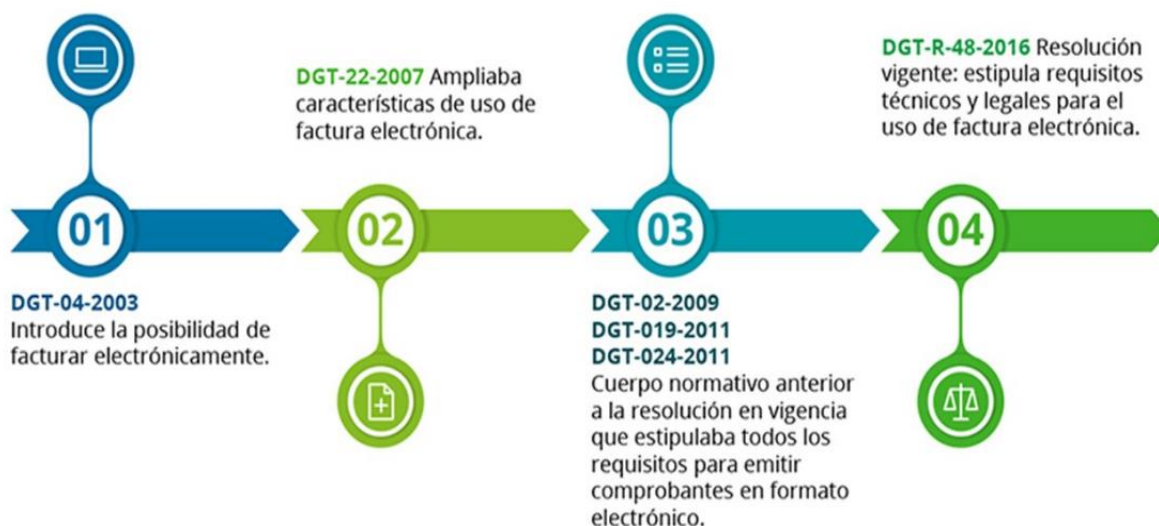 01
DGT-04-2003
Introduce la posibilidad de
facturar electrónicamente.
DGT-22-2007 Ampliaba
características de uso de
factura electrónica.
02
03
DGT-02-2009
DGT-019-2011
DGT-024-2011
Cuerpo normativo anterior
a la resolución en vigencia
que estipulaba todos los
requisitos para emitir
comprobantes en formato
electrónico.
DGT-R-48-2016 Resolución
vigente: estipula requisitos
técnicos y legales para el
uso de factura electrónica.
04